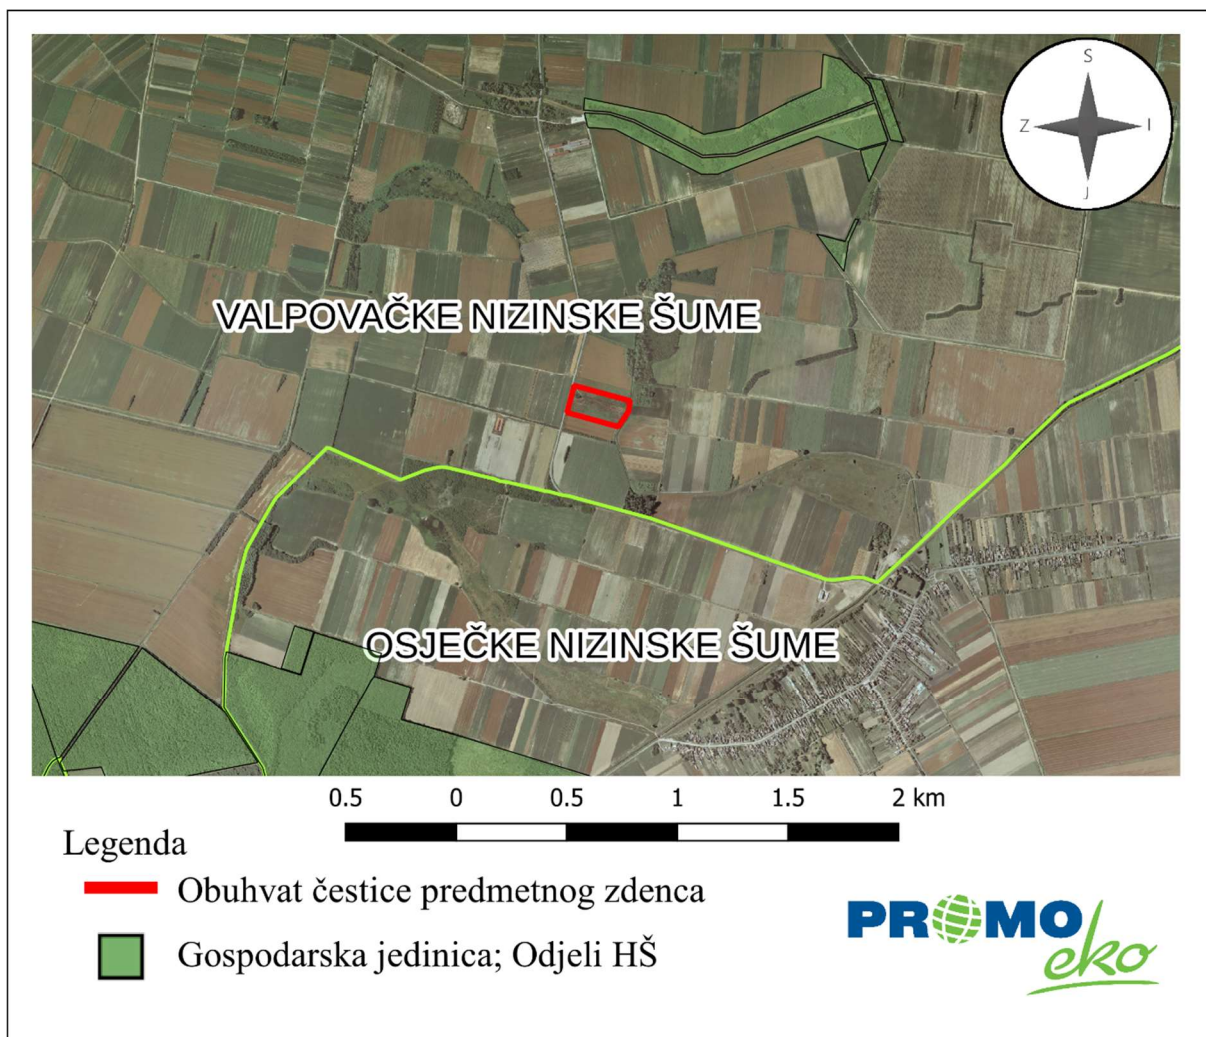 S
Z I
J
VALPOVAČKE NIZINSKE ŠUME
OSJEČKE NIZINSKE ŠUME
0.5 0 0.5 1 1.5 2 km
Legenda
Obuhvat čestice predmetnog zdenca
Gospodarska jedinica; Odjeli HŠ
PROMO
eko